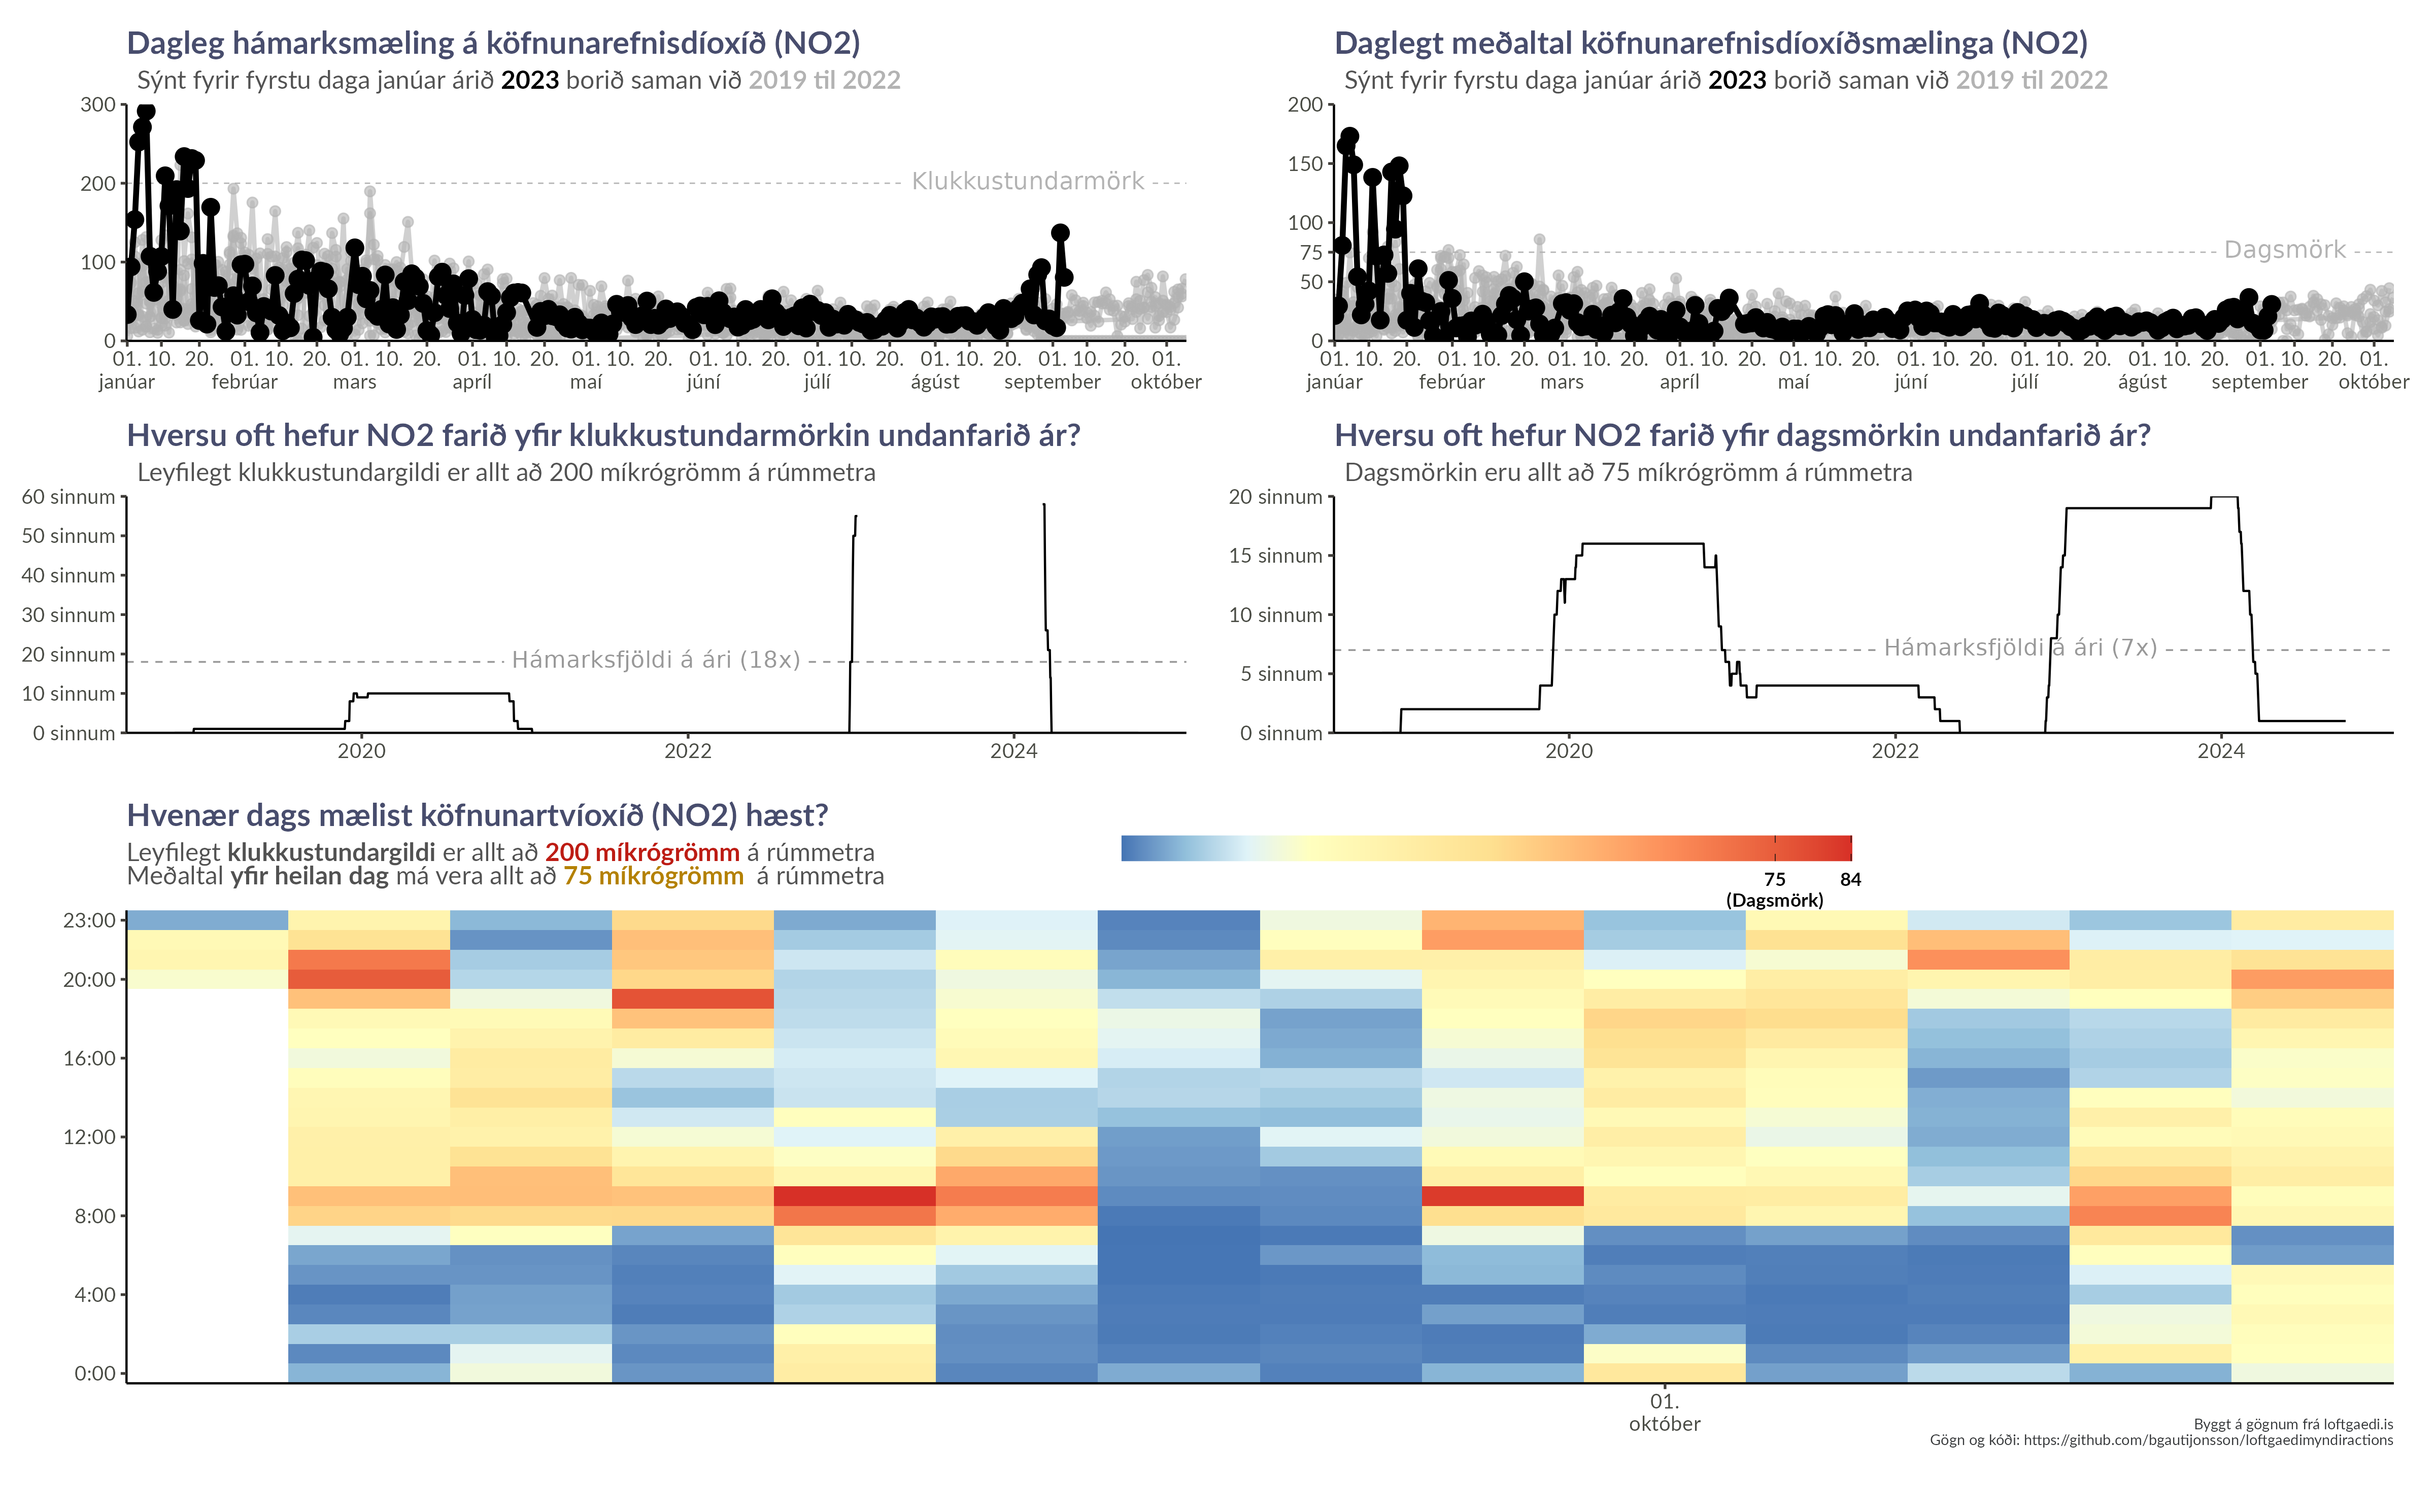 Dagleg hámarksmæling á köfnunarefnisdíoxíð (NO2)
Sýnt fyrir fyrstu daga janúar árið 2023 borið saman við 2019 til 2022
300
200
100
0
Klukkustundarmörk
01. 10. 20. 01. 10. 20. 01. 10. 20. 01. 10. 20. 01. 10. 20. 01. 10. 20. 01. 10. 20. 01. 10. 20. 01. 10. 20. 01.
janúar febrúar mars apríl maí júní júlí ágúst september október
Daglegt meðaltal köfnunarefnisdíoxíðsmælinga (NO2)
Sýnt fyrir fyrstu daga janúar árið 2023 borið saman við 2019 til 2022
200
150
100
75
50
0
Dagsmörk
01. 10. 20. 01. 10. 20. 01. 10. 20. 01. 10. 20. 01. 10. 20. 01. 10. 20. 01. 10. 20. 01. 10. 20. 01. 10. 20. 01.
janúar febrúar mars apríl maí júní júlí ágúst september október
Hversu oft hefur NO2 farið yfir klukkustundarmörkin undanfarið ár?
Leyfilegt klukkustundargildi er allt að 200 míkrógrömm á rúmmetra
60 sinnum
50 sinnum
40 sinnum
30 sinnum
20 sinnum
10 sinnum
0 sinnum
Hámarksfjöldi á ári (18x)
2020 2022 2024
Hversu oft hefur NO2 farið yfir dagsmörkin undanfarið ár?
Dagsmörkin eru allt að 75 míkrógrömm á rúmmetra
20 sinnum
15 sinnum
10 sinnum
5 sinnum
0 sinnum
Hámarksfjöldi á ári (7x)
2020 2022 2024
Hvenær dags mælist köfnunartvíoxíð (NO2) hæst?
Leyfilegt klukkustundargildi er allt að 200 míkrógrömm á rúmmetra
Meðaltal yfir heilan dag má vera allt að 75 míkrógrömm á rúmmetra
75 84
(Dagsmörk)
23:00
20:00
16:00
12:00
8:00
4:00
0:00
01.
október
Byggt á gögnum frá loftgaedi.is
Gögn og kóði: https://github.com/bgautijonsson/loftgaedimyndiractions